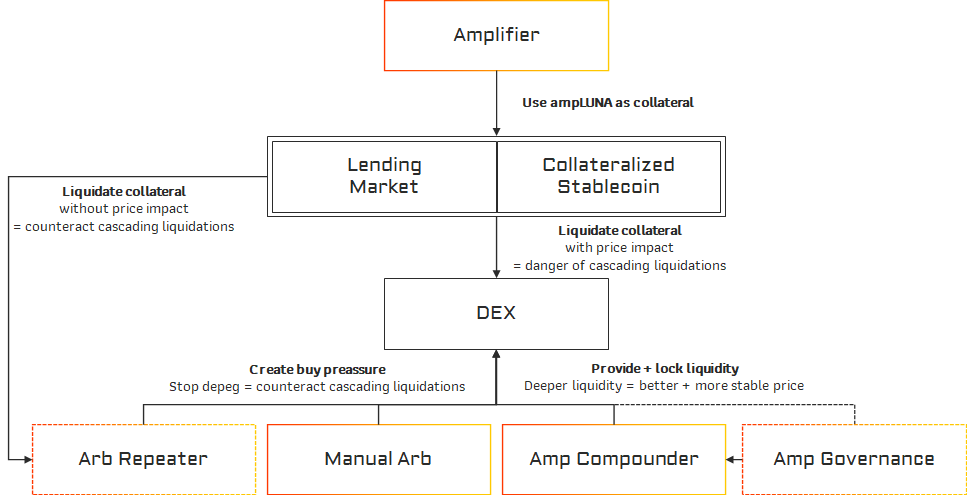 Amplifier
Use ampLUNA as collateral
Lending
Market
Collateralized
Stablecoin
Liquidate collateral
without price impact
= counteract cascading liquidations
Liquidate collateral
with price impact
= danger of cascading liquidations
DEX
Create buy preassure
Stop depeg = counteract cascading liquidations
Provide + lock liquidity
Deeper liquidity = better + more stable price
Arb Repeater
Manual Arb
Amp Compounder
Amp Governance